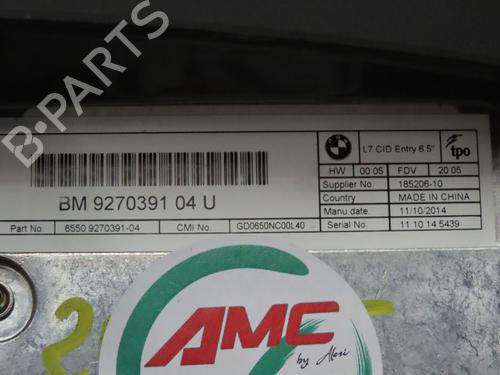 B-PARTS
BM 9270391 04 U
L7 CID Entry 6.5"
tpo
HW 00 05 FDV 20 05
Supplier No. 185206-10
Country MADE IN CHINA
Manu. date 11/10/2014
Serial No. 11 10 14 5439
Part No 6550 9270391-04 CMI No. GD0650NC00L40
AMC
by Alesi